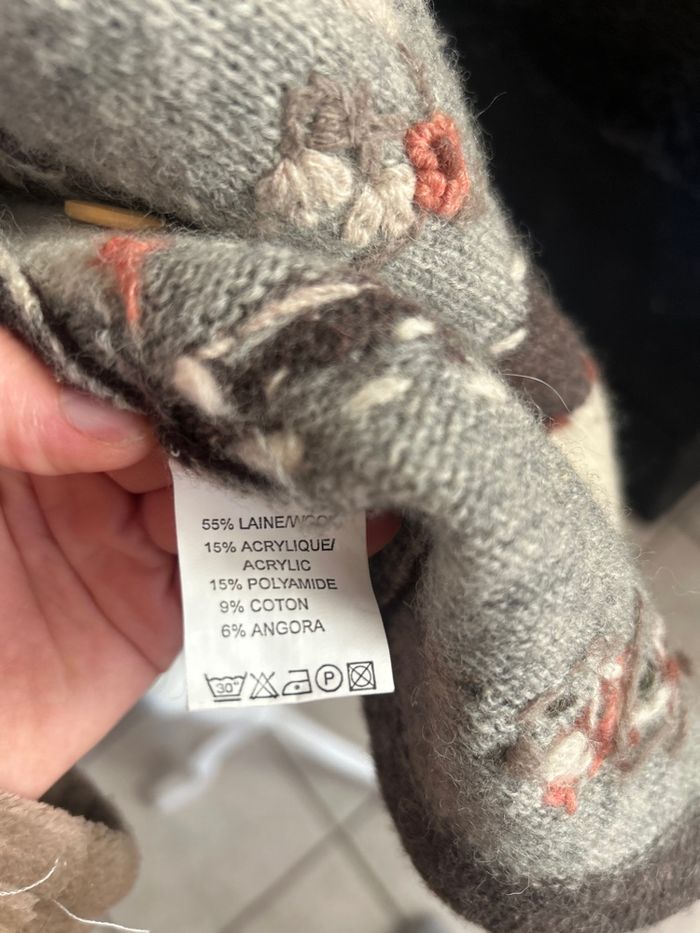 55% LAINE/WOOL
15% ACRYLIQUE/
ACRYLIC
15% POLYAMIDE
9% COTON
6% ANGORA
30° P